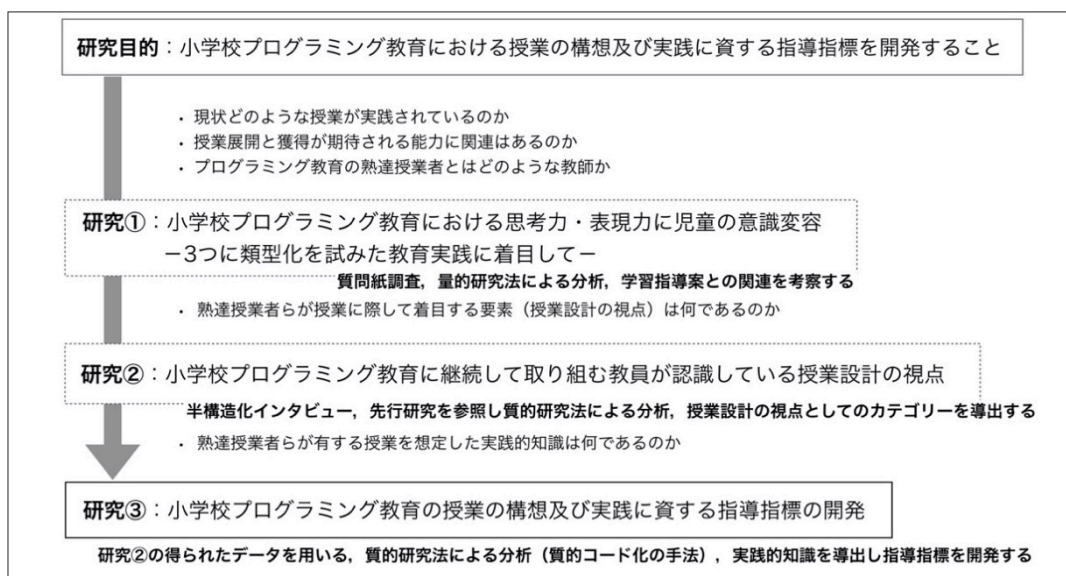 研究目的：小学校プログラミング教育における授業の構想及び実践に資する指導指標を開発すること
・ 現状どのような授業が実践されているのか
・ 授業展開と獲得が期待される能力に関連はあるのか
・ プログラミング教育の熟達授業者とはどのような教師か
研究①：小学校プログラミング教育における思考力・表現力に児童の意識変容
－3つに類型化を試みた教育実践に着目して－
質問紙調査，量的研究法による分析，学習指導案との関連を考察する
・ 熟達授業者らが授業に際して着目する要素（授業設計の視点）は何であるのか
研究②：小学校プログラミング教育に継続して取り組む教員が認識している授業設計の視点
半構造化インタビュー，先行研究を参照し質的研究法による分析，授業設計の視点としてのカテゴリーを導出する
・ 熟達授業者らが有する授業を想定した実践的知識は何であるのか
研究③：小学校プログラミング教育の授業の構想及び実践に資する指導指標の開発
研究②の得られたデータを用いる，質的研究法による分析（質的コード化の手法），実践的知識を導出し指導指標を開発する